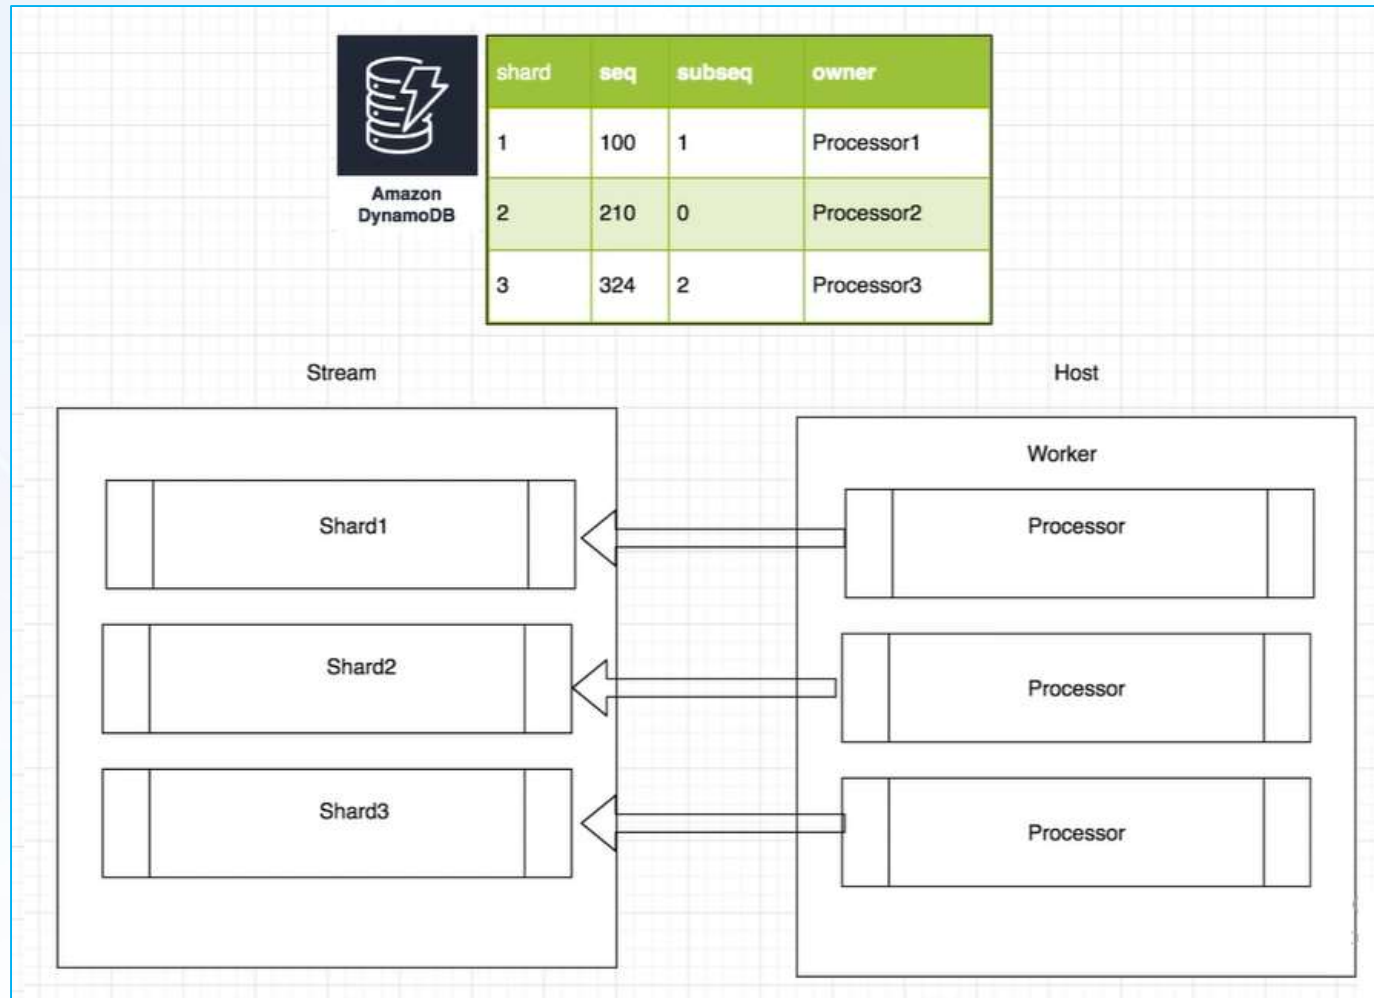 shard seq subseq owner
1 100 1 Processor1
Amazon
DynamoDB
2 210 0 Processor2
3 324 2 Processor3
Stream
Host
Worker
Shard1
Processor
Shard2
Processor
Shard3
Processor